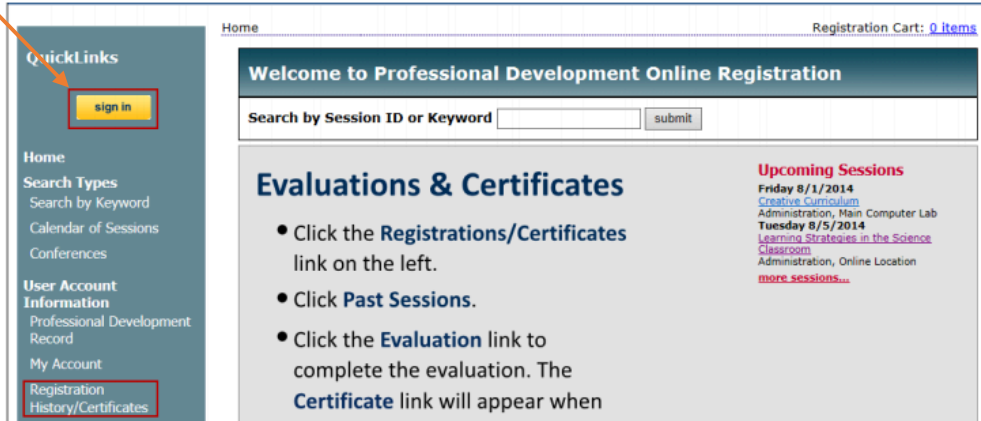 Home
Registration Cart: 0 items
QuickLinks
sign in
Home
Search Types
Search by Keyword
Calendar of Sessions
Conferences
User Account
Information
Professional Development
Record
My Account
Registration
History/Certificates
Welcome to Professional Development Online Registration
Search by Session ID or Keyword
submit
Evaluations & Certificates
• Click the Registrations/Certificates
link on the left.
• Click Past Sessions.
• Click the Evaluation link to
complete the evaluation. The
Certificate link will appear when
Upcoming Sessions
Friday 8/1/2014
Creative Curriculum
Administration, Main Computer Lab
Tuesday 8/5/2014
Learning Strategies in the Science
Classroom
Administration, Online Location
more sessions...